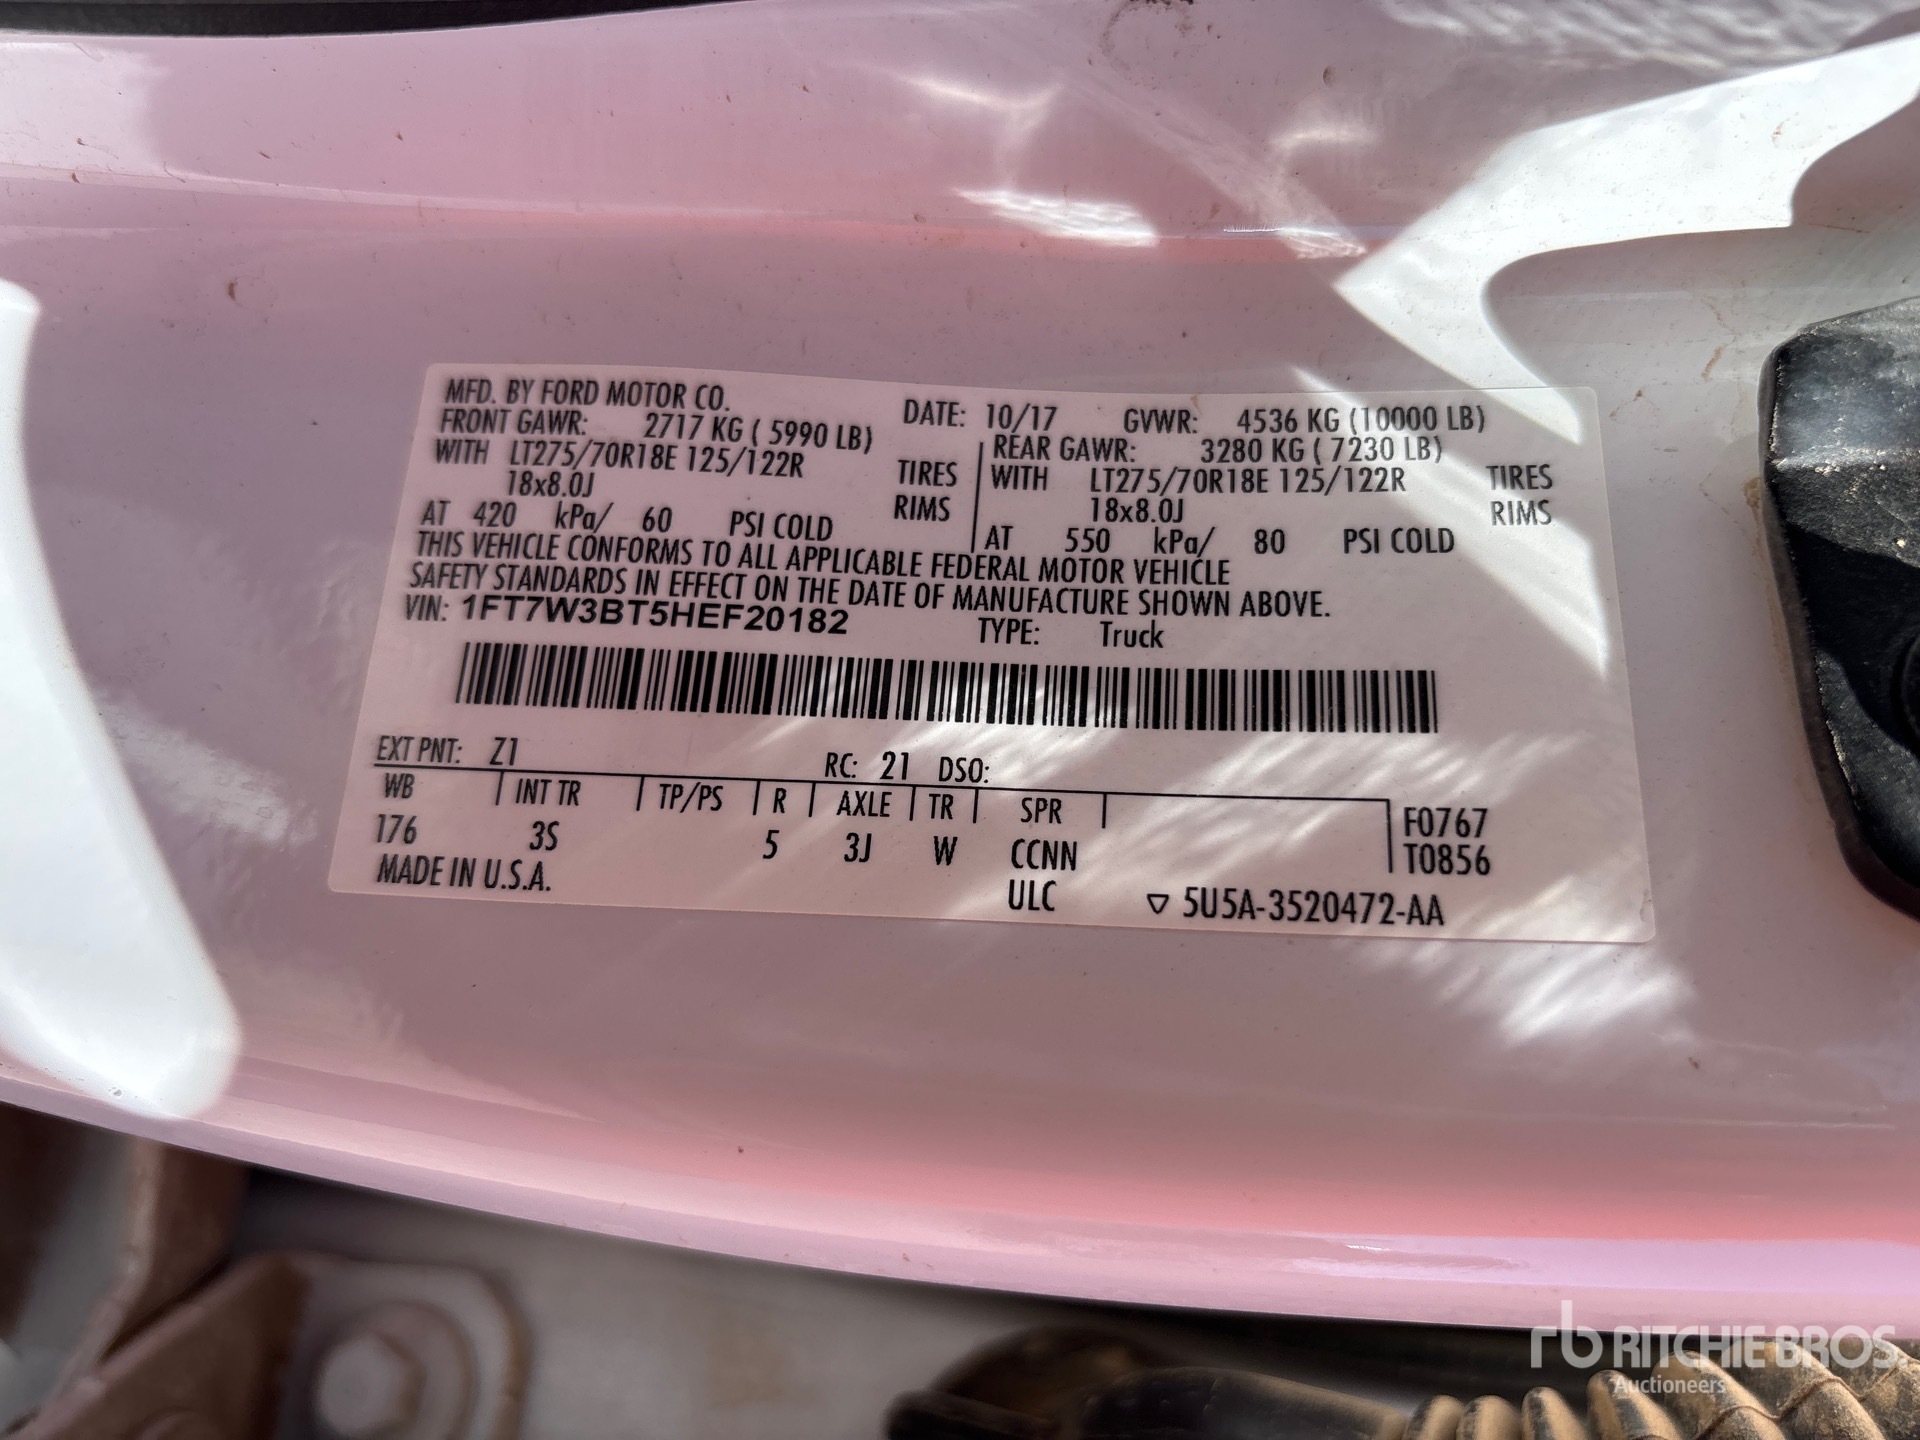 MFD. BY FORD MOTOR CO. DATE: 10/17 GVWR: 4536 KG (10000 LB)
FRONT GAWR: 2717 KG ( 5990 LB) REAR GAWR: 3280 KG ( 7230 LB)
WITH LT275/70R18E 125/122R TIRES WITH LT275/70R18E 125/122R TIRES
18x8.0J RIMS 18x8.0J RIMS
AT 420 kPa/ 60 PSI COLD AT 550 kPa/ 80 PSI COLD
THIS VEHICLE CONFORMS TO ALL APPLICABLE FEDERAL MOTOR VEHICLE
SAFETY STANDARDS IN EFFECT ON THE DATE OF MANUFACTURE SHOWN ABOVE.
VIN: 1FT7W3BT5HEF20182 TYPE: Truck
EXT PNT: Z1 RC: 21 DSO:
WB INT TR TP/PS R AXLE TR SPR F0767
176 3S 5 3J W CCNN T0856
MADE IN U.S.A. ULC ▽ 5U5A-3520472-AA
rb RITCHIE BROS.
Auctioneers